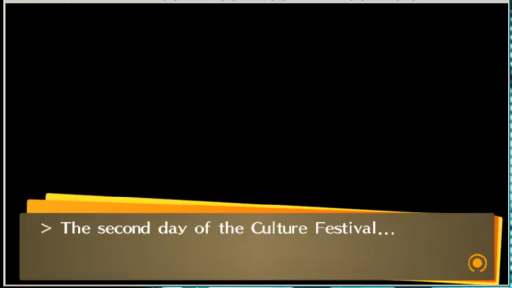 > The second day of the Culture Festival...